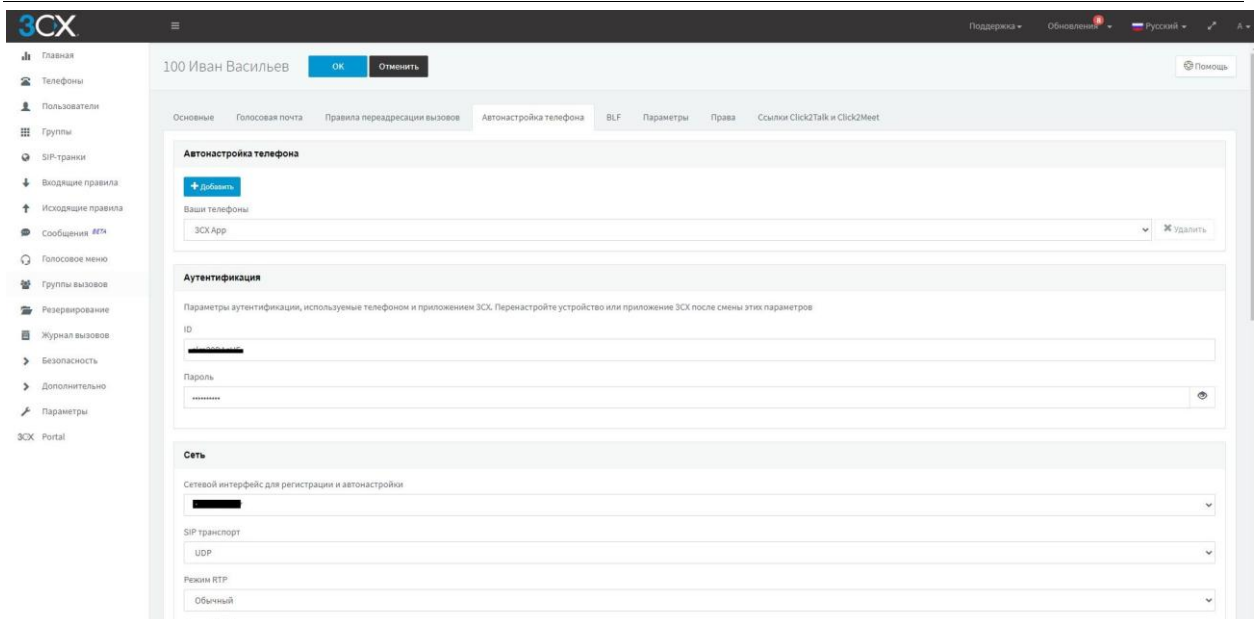 3CX
Поддержка
Обновления 8
Русский
A
Главная
Телефоны
Пользователи
Группы
SIP-транки
Входящие правила
Исходящие правила
Сообщения BETA
Голосовое меню
Группы вызовов
Резервирование
Журнал вызовов
Безопасность
Дополнительно
Параметры
3CX Portal
100 Иван Васильев
OK
Отменить
Помощь
Основные Голосовая почта Правила переадресации вызовов Автонастройка телефона BLF Параметры Права Ссылки Click2Talk и Click2Meet
Автонастройка телефона
+ Добавить
Ваши телефоны
3CX App
Удалить
Аутентификация
Параметры аутентификации, используемые телефоном и приложением 3CX. Перенастройте устройство или приложение 3CX после смены этих параметров
ID
Пароль
••••••••••
Сеть
Сетевой интерфейс для регистрации и автонастройки
SIP транспорт
UDP
Режим RTP
Обычный